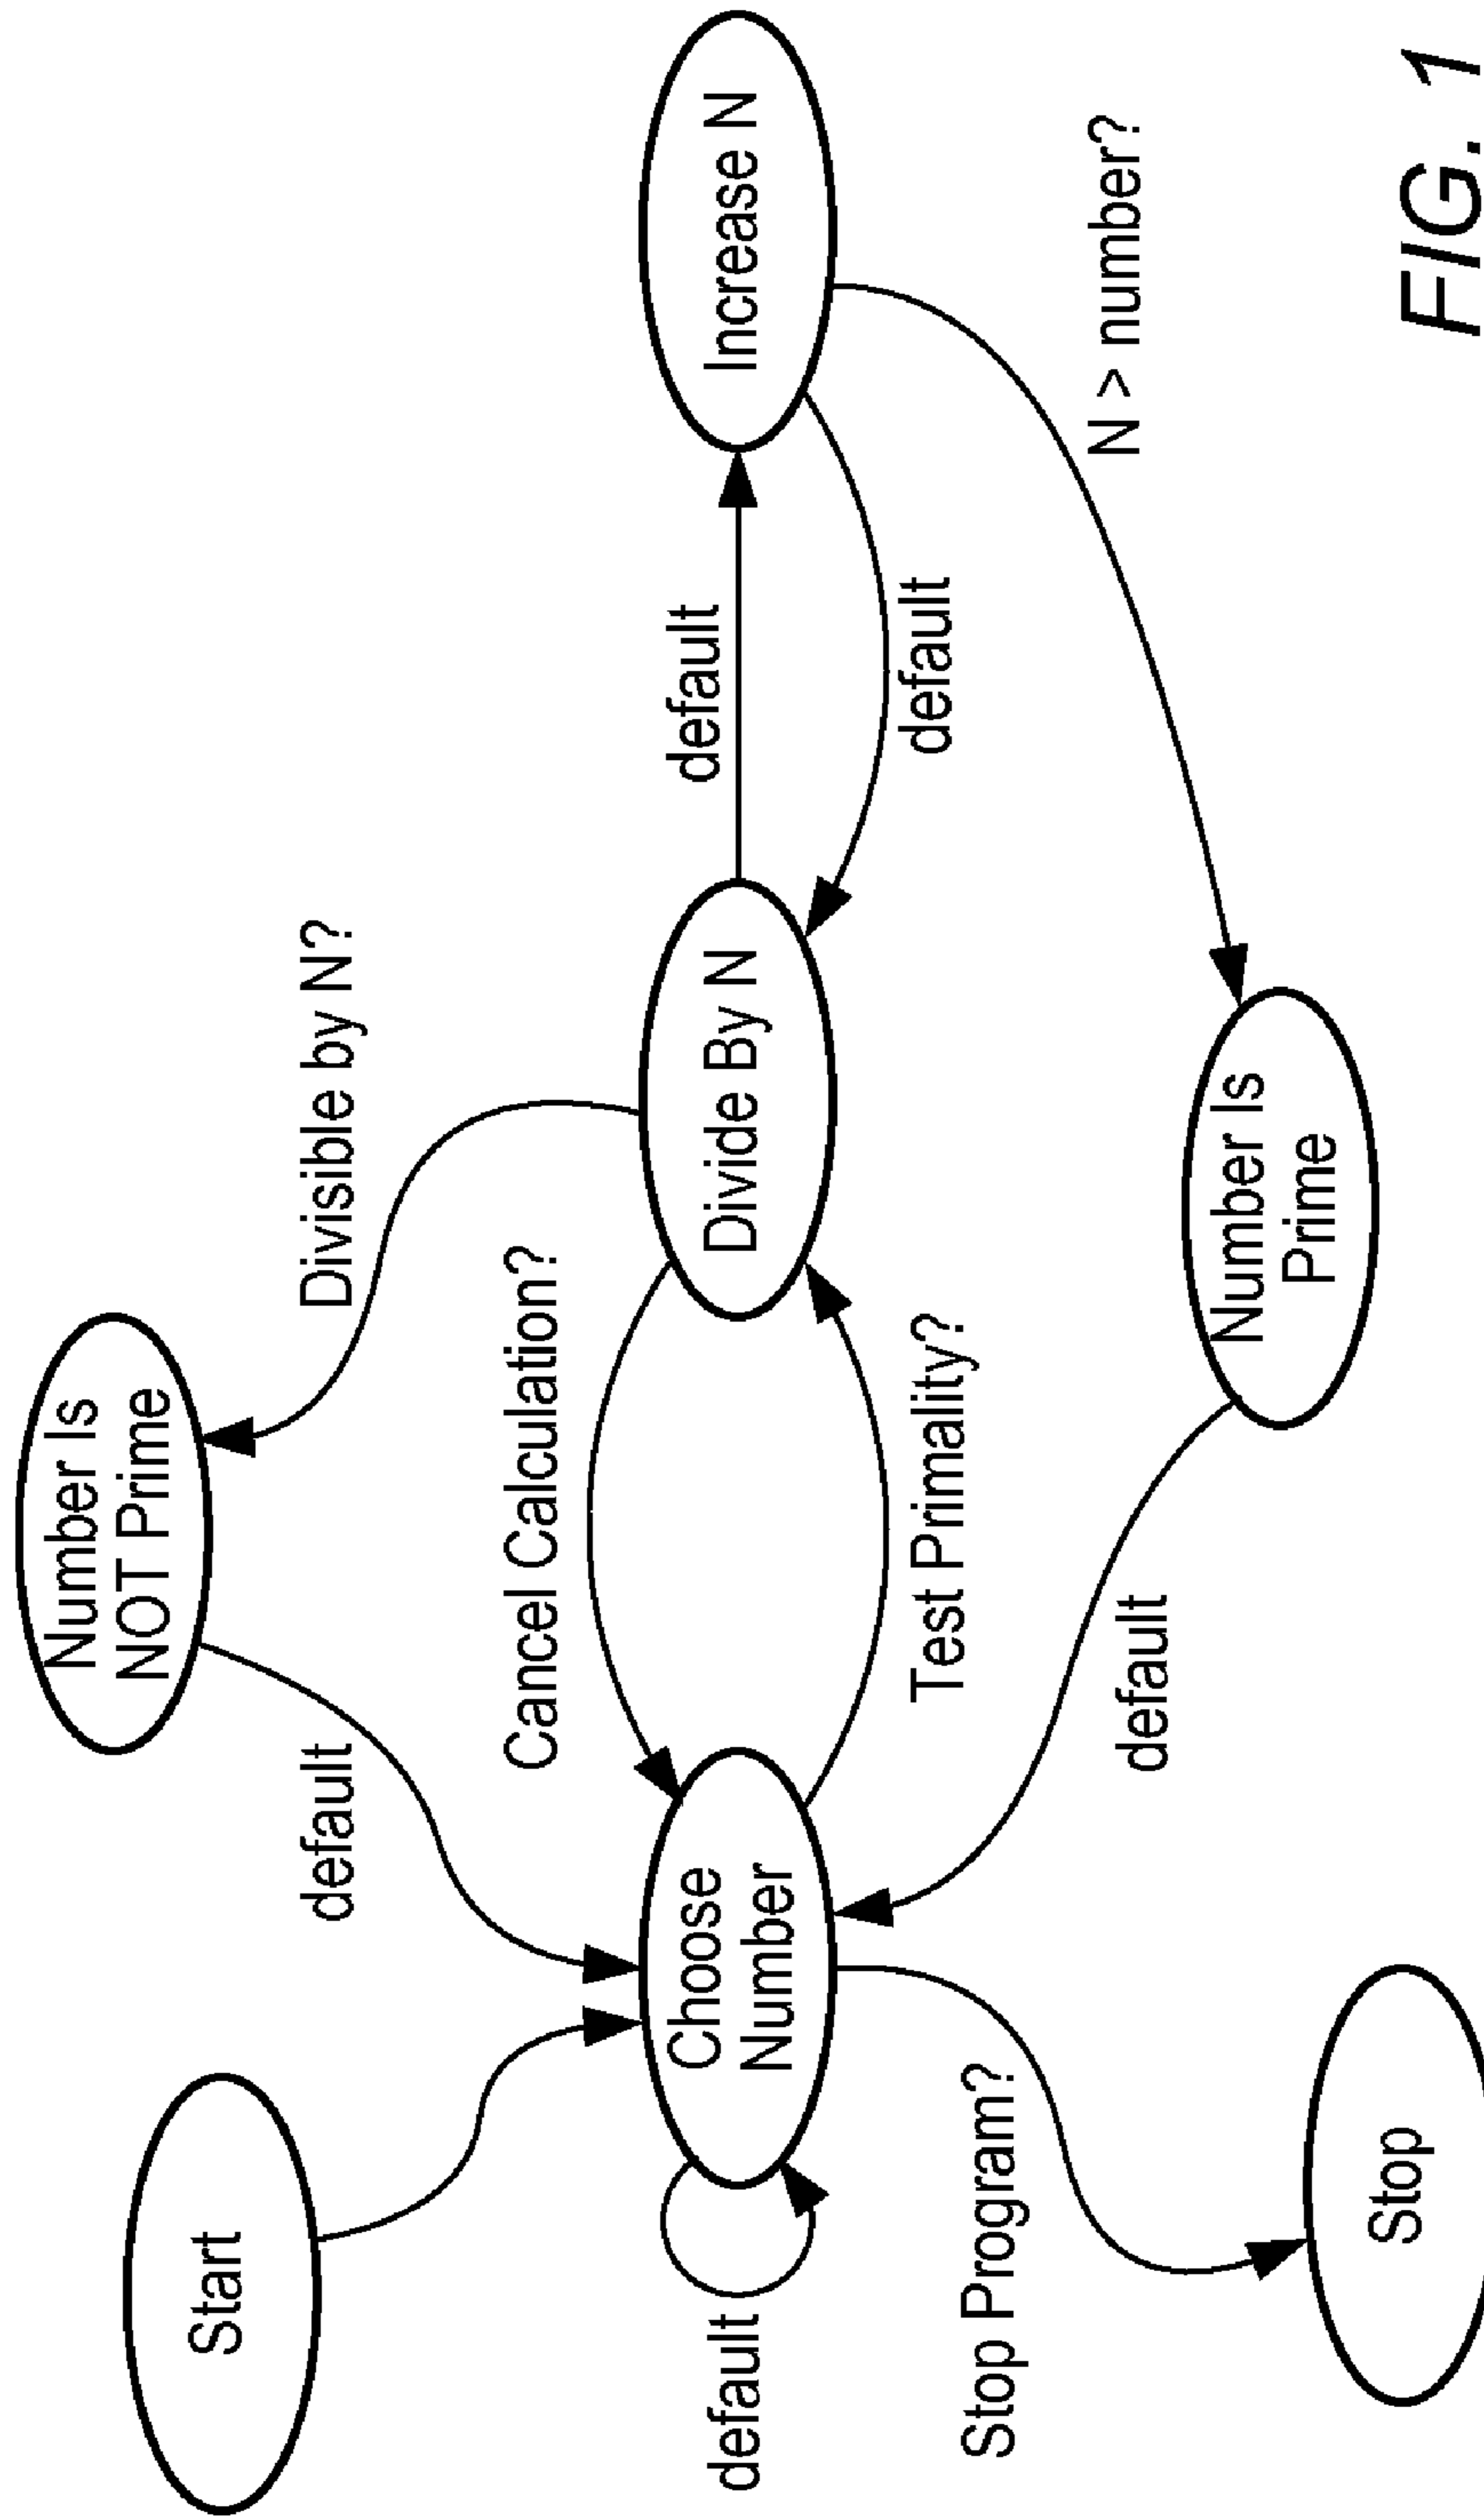 Start
Number Is
NOT Prime
default
Divisible by N?
Cancel Calculation?
default
Choose
Number
Divide By N
default
Increase N
Test Primality?
default
Stop Program?
default
N > number?
Number Is
Prime
Stop
FIG. 1